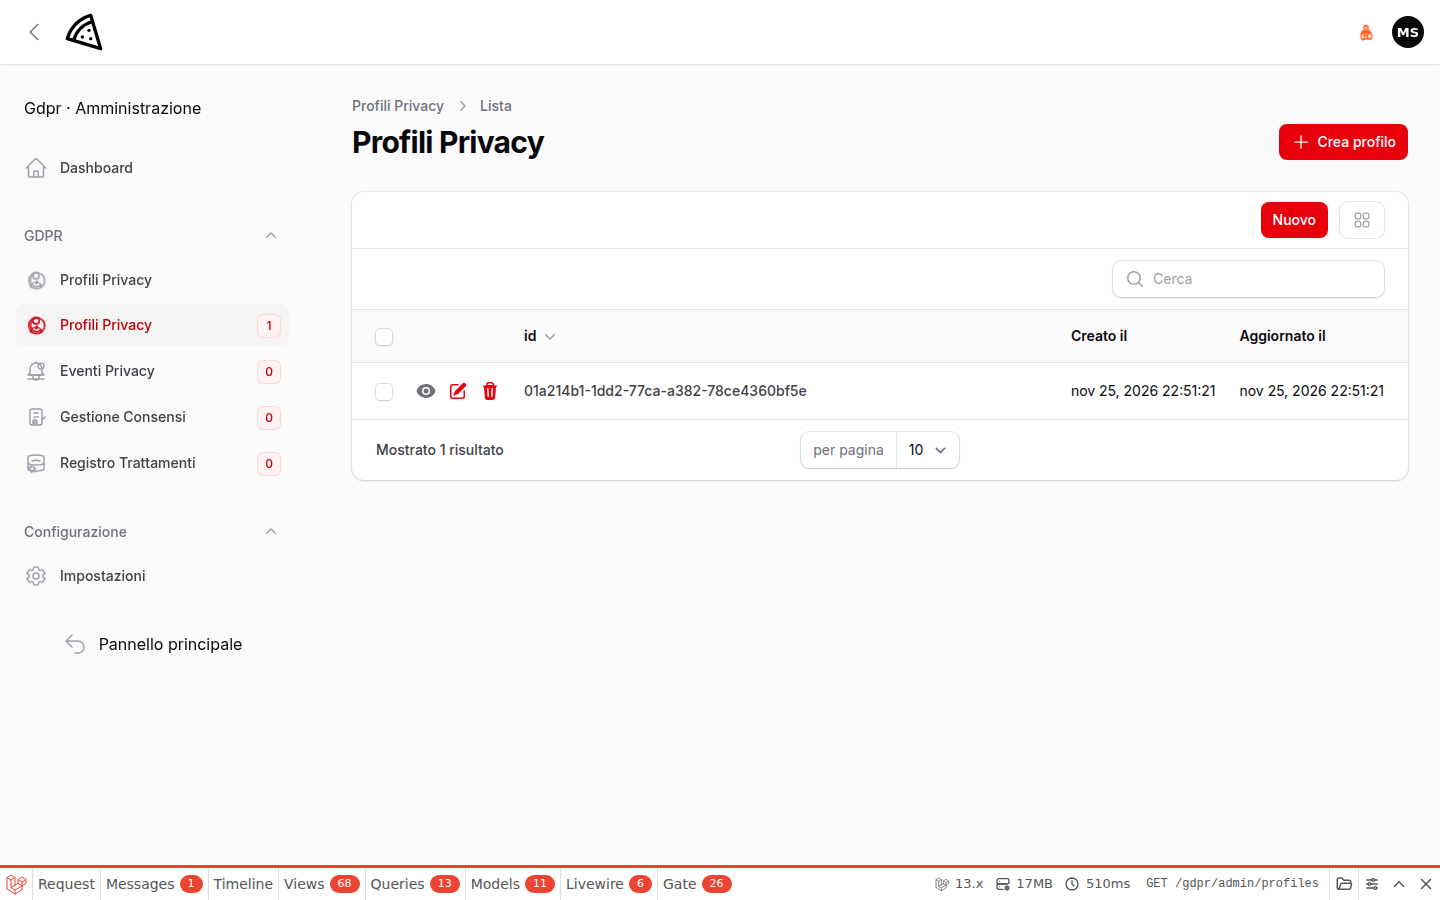 MS
Gdpr · Amministrazione
Dashboard
GDPR
Profili Privacy
Profili Privacy 1
Eventi Privacy 0
Gestione Consensi 0
Registro Trattamenti 0
Configurazione
Impostazioni
Pannello principale
Profili Privacy > Lista
Profili Privacy
Crea profilo
Nuovo
Cerca
id Creato il Aggiornato il
01a214b1-1dd2-77ca-a382-78ce4360bf5e nov 25, 2026 22:51:21 nov 25, 2026 22:51:21
Mostrato 1 risultato per pagina 10
Request Messages 1 Timeline Views 68 Queries 13 Models 11 Livewire 6 Gate 26 13.x 17MB 510ms GET /gdpr/admin/profiles